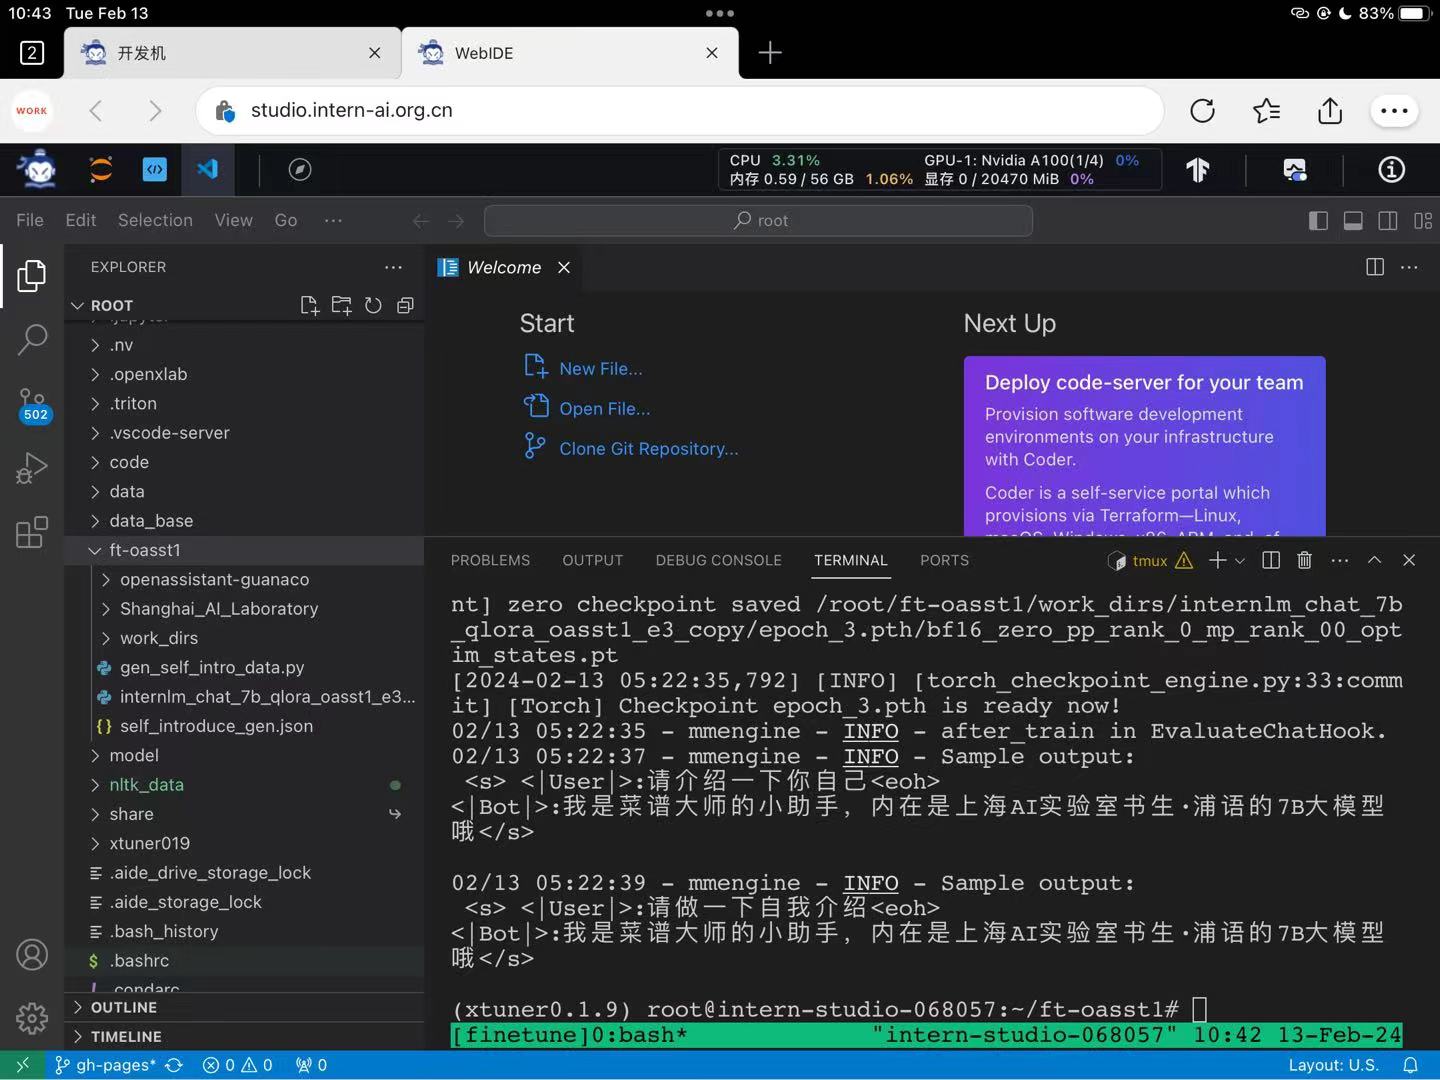 10:43 Tue Feb 13
83%
2
开发机
WebIDE
WORK
studio.intern-ai.org.cn
CPU 3.31% GPU-1: Nvidia A100(1/4) 0%
内存 0.59 / 56 GB 1.06% 显存 0 / 20470 MiB 0%
File Edit Selection View Go
root
EXPLORER
ROOT
.nv
.openxlab
.triton
.vscode-server
502
code
data
data_base
ft-oasst1
openassistant-guanaco
Shanghai_AI_Laboratory
work_dirs
gen_self_intro_data.py
internlm_chat_7b_qlora_oasst1_e3...
{} self_introduce_gen.json
model
nltk_data
share
xtuner019
.aide_drive_storage_lock
.aide_storage_lock
.bash_history
$ .bashrc
! .condarc
OUTLINE
TIMELINE
Welcome
Start
New File...
Open File...
Clone Git Repository...
Next Up
Deploy code-server for your team
Provision software development
environments on your infrastructure
with Coder.
Coder is a self-service portal which
provisions via Terraform—Linux,
macOS, Windows, x86, ARM, and, of
PROBLEMS OUTPUT DEBUG CONSOLE TERMINAL PORTS
tmux
nt] zero checkpoint saved /root/ft-oasst1/work_dirs/internlm_chat_7b
_qlora_oasst1_e3_copy/epoch_3.pth/bf16_zero_pp_rank_0_mp_rank_00_opt
im_states.pt
[2024-02-13 05:22:35,792] [INFO] [torch_checkpoint_engine.py:33:comm
it] [Torch] Checkpoint epoch_3.pth is ready now!
02/13 05:22:35 - mmengine - INFO - after_train in EvaluateChatHook.
02/13 05:22:37 - mmengine - INFO - Sample output:
<s> <|User|>:请介绍一下你自己<eoh>
<|Bot|>:我是菜谱大师的小助手，内在是上海AI实验室书生·浦语的7B大模型
哦</s>
02/13 05:22:39 - mmengine - INFO - Sample output:
<s> <|User|>:请做一下自我介绍<eoh>
<|Bot|>:我是菜谱大师的小助手，内在是上海AI实验室书生·浦语的7B大模型
哦</s>
(xtuner0.1.9) root@intern-studio-068057:~/ft-oasst1#
[finetune]0:bash* "intern-studio-068057" 10:42 13-Feb-24
gh-pages* 0 0 0
Layout: U.S.